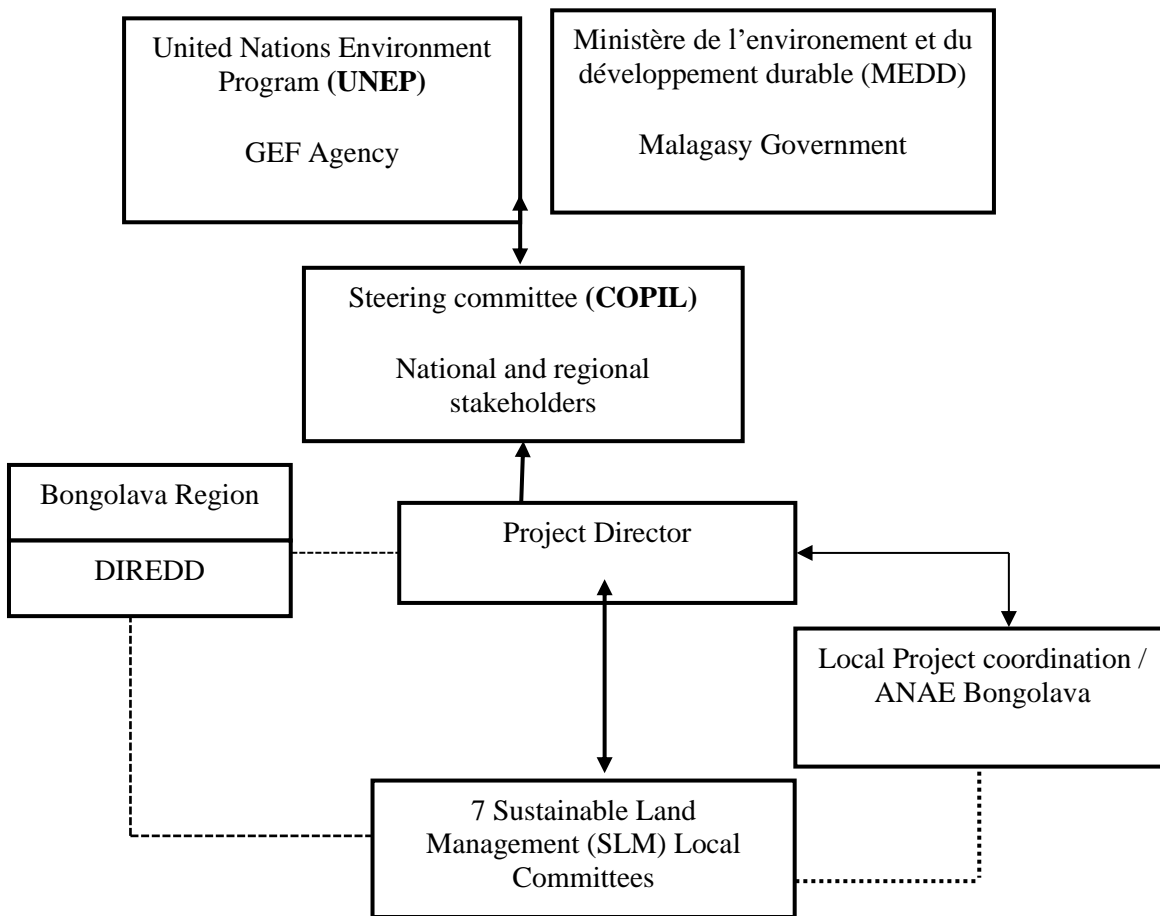 United Nations Environment
Program (UNEP)
GEF Agency
Ministère de l’environement et du
développement durable (MEDD)
Malagasy Government
Steering committee (COPIL)
National and regional
stakeholders
Bongolava Region
DIREDD
Project Director
Local Project coordination /
ANAE Bongolava
7 Sustainable Land
Management (SLM) Local
Committees